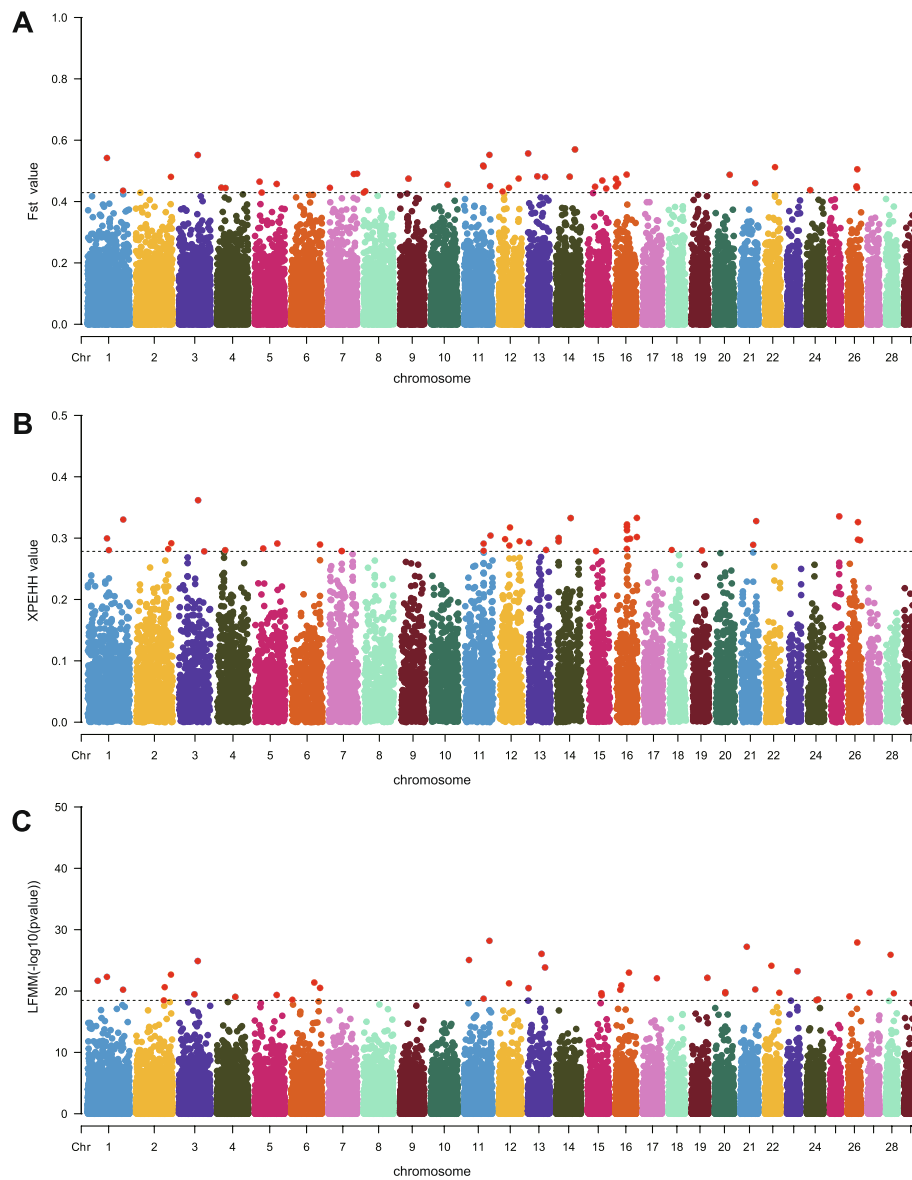 A
1.0
0.8
0.6
0.4
0.2
0.0
Fst value
Chr 1 2 3 4 5 6 7 8 9 10 11 12 13 14 15 16 17 18 19 20 21 22 24 26 28
chromosome
B
0.5
0.4
0.3
0.2
0.1
0.0
XPEHH value
Chr 1 2 3 4 5 6 7 8 9 10 11 12 13 14 15 16 17 18 19 20 21 22 24 26 28
chromosome
C
50
40
30
20
10
0
LFMM(-log10(pvalue))
Chr 1 2 3 4 5 6 7 8 9 10 11 12 13 14 15 16 17 18 19 20 21 22 24 26 28
chromosome